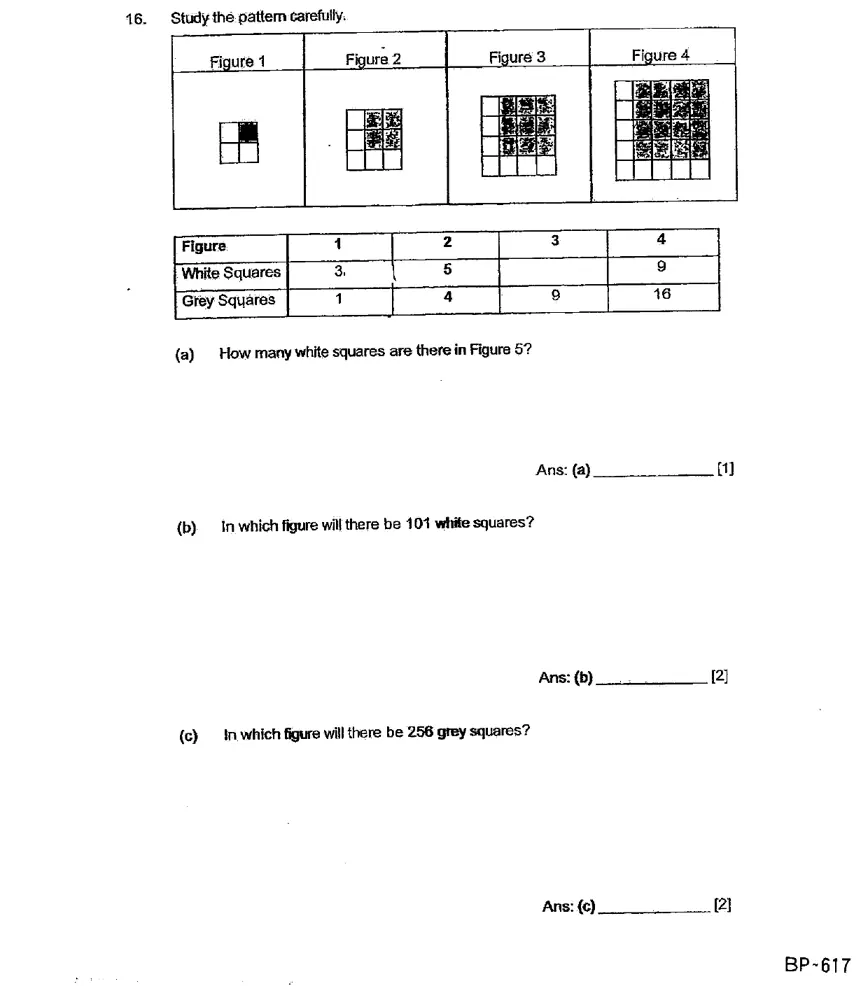 16. Study the pattern carefully.
Figure 1 Figure 2 Figure 3 Figure 4
Figure 1 2 3 4
White Squares 3 5 9
Grey Squares 1 4 9 16
(a) How many white squares are there in Figure 5?
Ans: (a) ______________ [1]
(b) In which figure will there be 101 white squares?
Ans: (b) ______________ [2]
(c) In which figure will there be 256 grey squares?
Ans: (c) ______________ [2]
BP-617